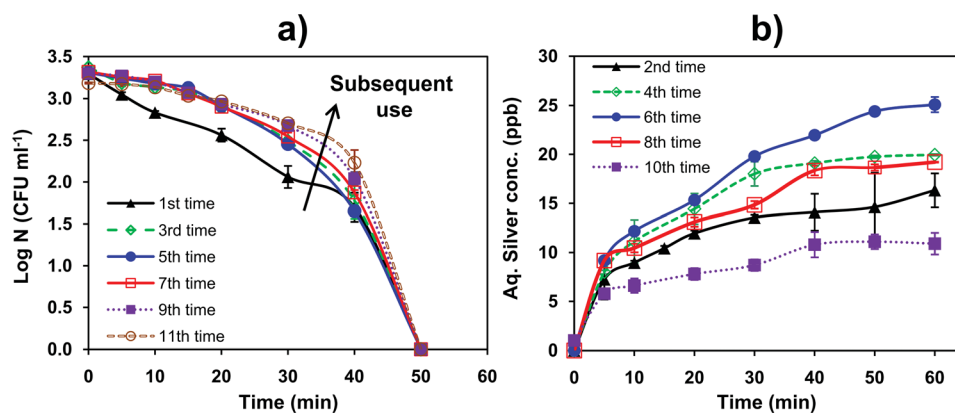 a)
Log N (CFU ml-1)
3.5
3.0
2.5
2.0
1.5
1.0
0.5
0.0
Subsequent
use
1st time
3rd time
5th time
7th time
9th time
11th time
0 10 20 30 40 50 60
Time (min)
b)
Aq. Silver conc. (ppb)
30
25
20
15
10
5
0
2nd time
4th time
6th time
8th time
10th time
0 10 20 30 40 50 60
Time (min)